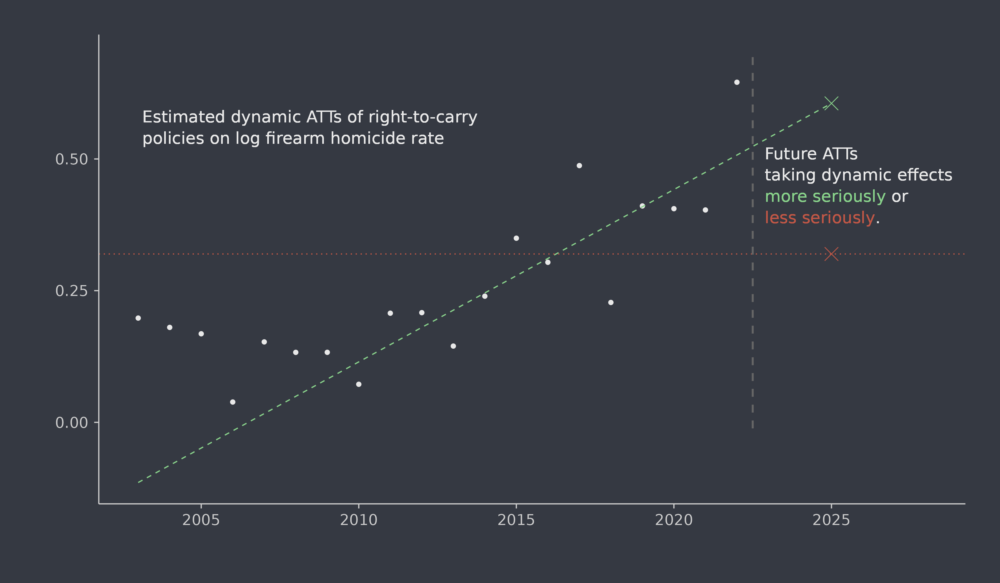 Estimated dynamic ATTs of right-to-carry
policies on log firearm homicide rate
0.50
0.25
0.00
Future ATTs
taking dynamic effects
more seriously or
less seriously.
2005
2010
2015
2020
2025